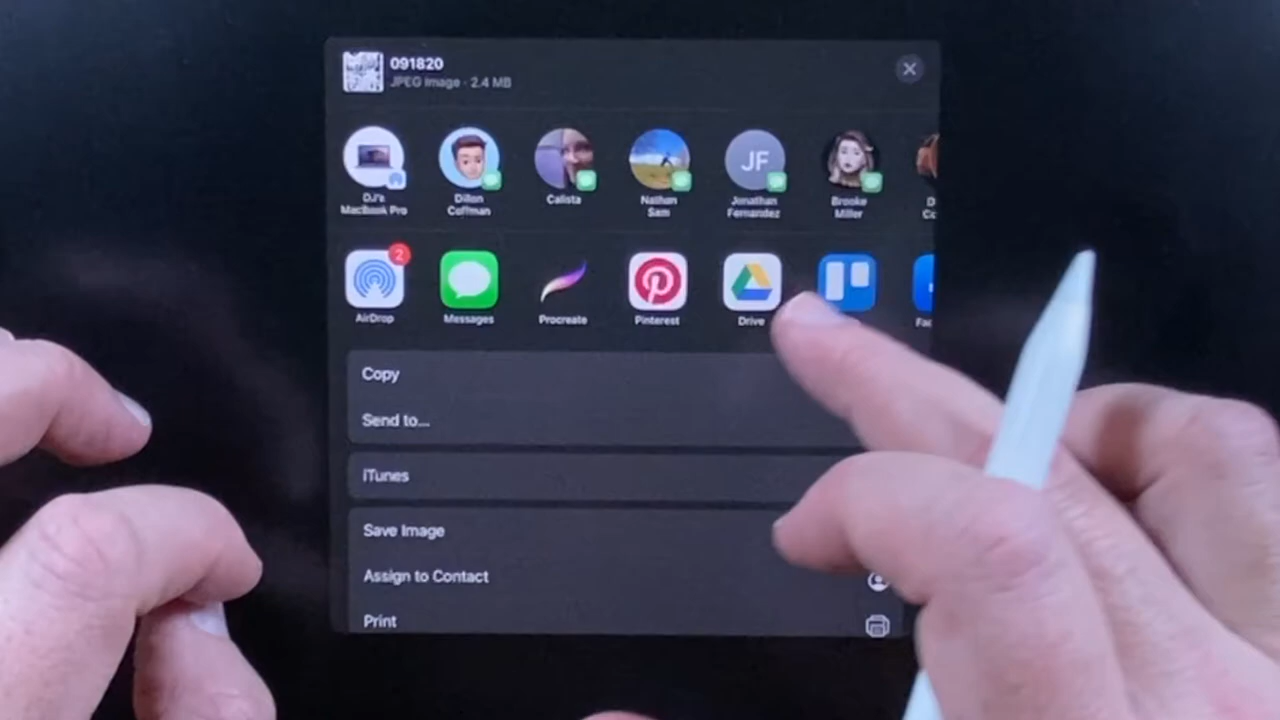 091820
JPEG Image · 2.4 MB
DJ's
MacBook Pro
Dillon
Coffman
Calista
Nathan
Sam
JF
Jonathan
Fernandez
Brooke
Miller
2
AirDrop
Messages
Procreate
Pinterest
Drive
Copy
Send to...
iTunes
Save Image
Assign to Contact
Print